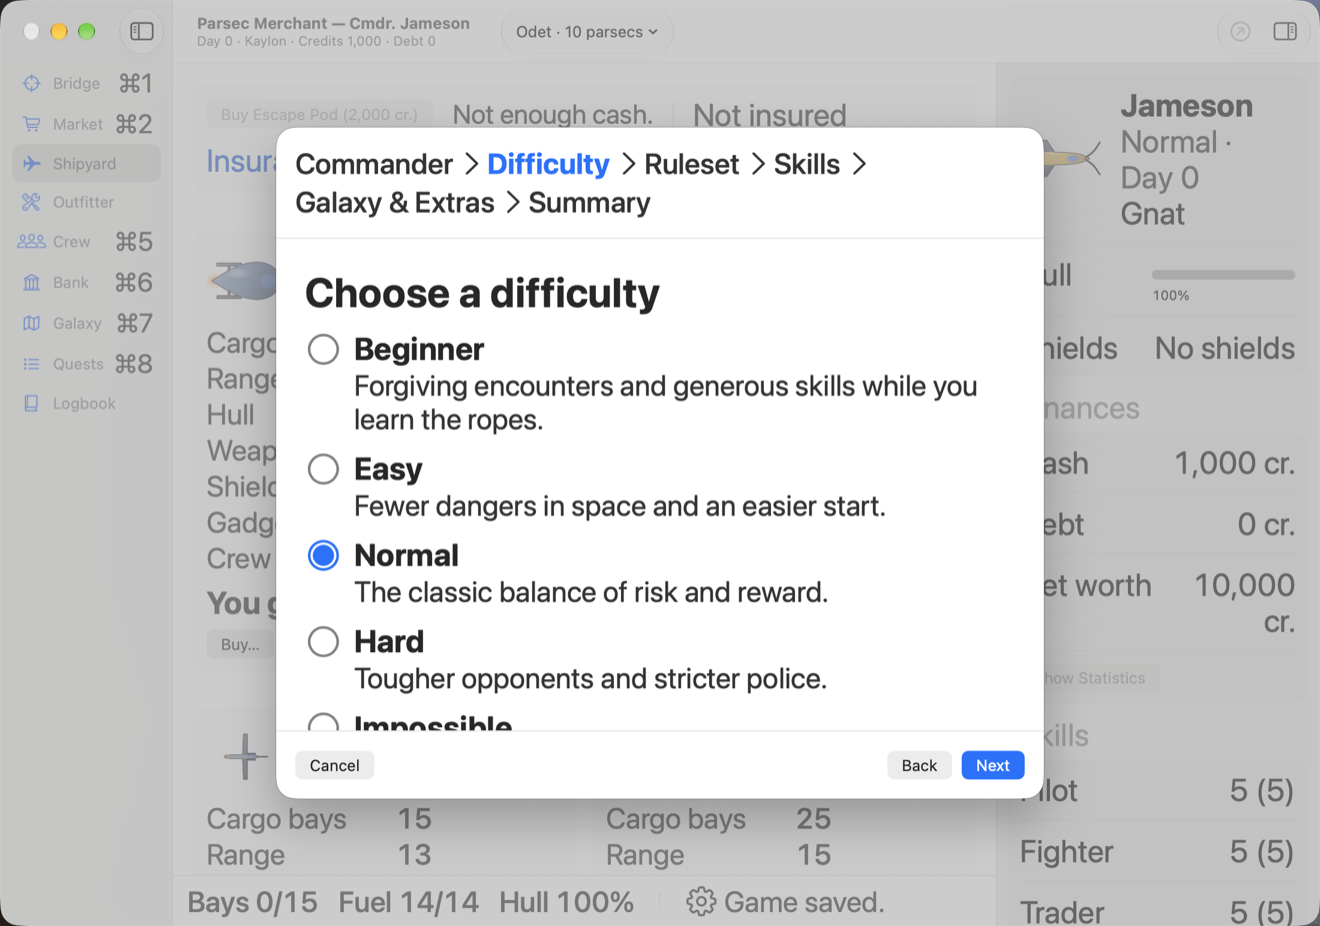 Parsec Merchant — Cmdr. Jameson
Day 0 · Kaylon · Credits 1,000 · Debt 0
Odet · 10 parsecs
Bridge ⌘1
Market ⌘2
Shipyard
Outfitter
Crew ⌘5
Bank ⌘6
Galaxy ⌘7
Quests ⌘8
Logbook
Buy Escape Pod (2,000 cr.)
Not enough cash.
Not insured
Commander > Difficulty > Ruleset > Skills >
Galaxy & Extras > Summary
Choose a difficulty
Beginner
Forgiving encounters and generous skills while you
learn the ropes.
Easy
Fewer dangers in space and an easier start.
Normal
The classic balance of risk and reward.
Hard
Tougher opponents and stricter police.
Impossible
Cancel
Back
Next
Range
Hull
Crew
You
Buy...
Cargo bays 15
Range 13
Cargo bays 25
Range 15
Jameson
Normal ·
Day 0
Gnat
100%
No shields
1,000 cr.
0 cr.
worth 10,000
cr.
Statistics
5 (5)
Fighter 5 (5)
Trader 5 (5)
Bays 0/15 Fuel 14/14 Hull 100%
Game saved.